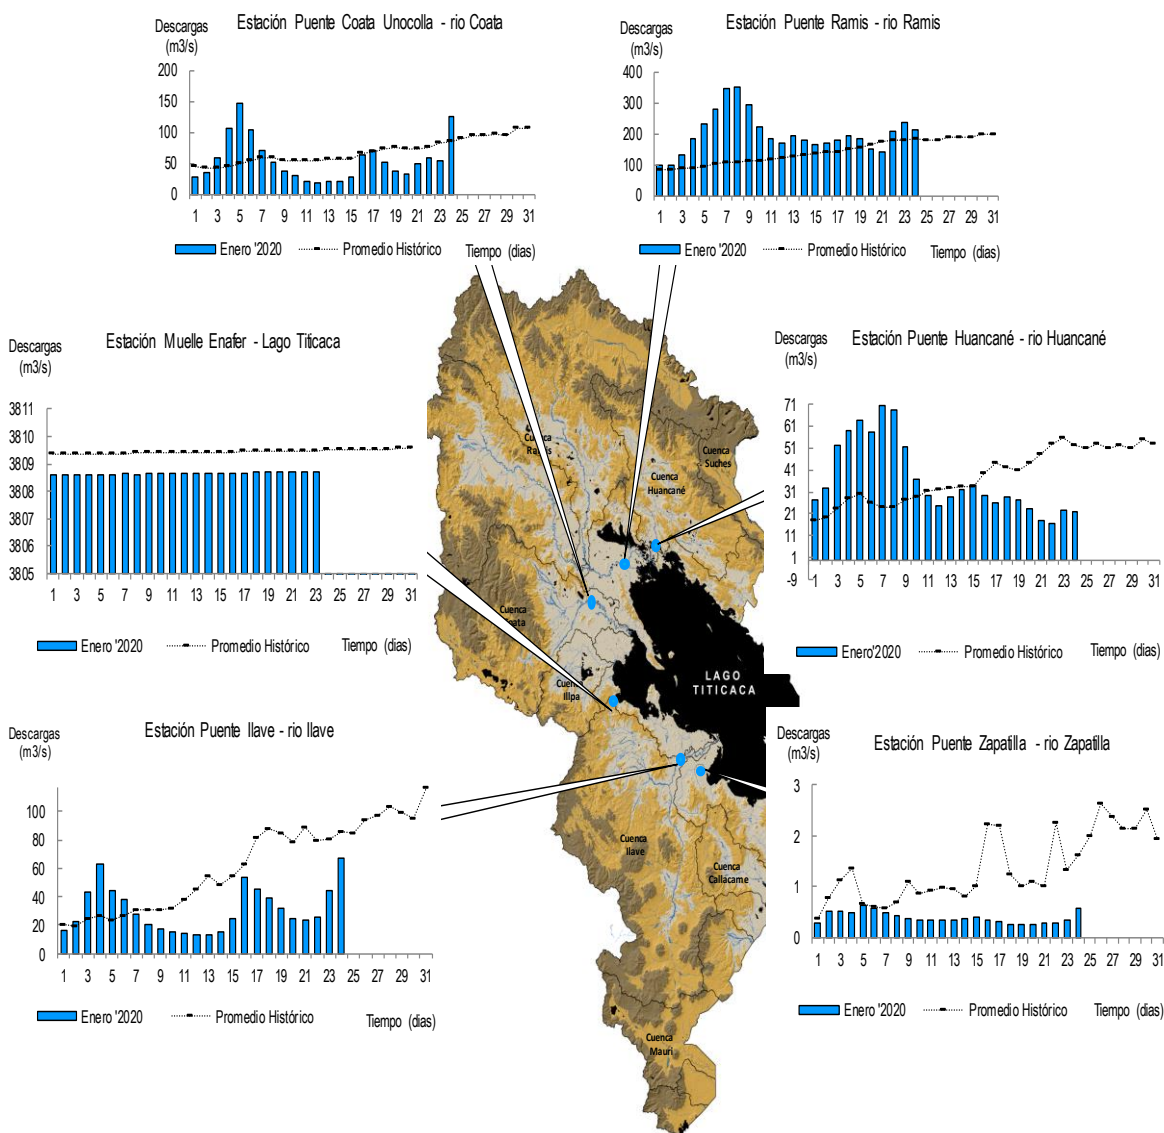 Estación Puente Coata Unocolla - rio Coata
Descargas
(m3/s)
200
150
100
50
0
1 3 5 7 9 11 13 15 17 19 21 23 25 27 29 31
Enero '2020 Promedio Histórico Tiempo (dias)
Estación Puente Ramis - rio Ramis
Descargas
(m3/s)
400
300
200
100
0
1 3 5 7 9 11 13 15 17 19 21 23 25 27 29 31
Enero '2020 Promedio Histórico Tiempo (dias)
Estación Muelle Enafer - Lago Titicaca
Descargas
(m3/s)
3811
3810
3809
3808
3807
3806
3805
1 3 5 7 9 11 13 15 17 19 21 23 25 27 29 31
Enero '2020 Promedio Histórico Tiempo (dias)
Estación Puente Huancané - rio Huancané
Descargas
(m3/s)
71
61
51
41
31
21
11
1
-9
1 3 5 7 9 11 13 15 17 19 21 23 25 27 29 31
Enero'2020 Promedio Histórico Tiempo (dias)
Cuenca
Cuenca
Suches
Cuenca
Huancané
Cuenca
LAGO
TITICACA
Illpa
Cuenca
Ilave
Cuenca
Callacame
Cuenca
Mauri
Estación Puente Ilave - rio Ilave
Descargas
(m3/s)
100
80
60
40
20
0
1 3 5 7 9 11 13 15 17 19 21 23 25 27 29 31
Enero '2020 Promedio Histórico Tiempo (dias)
Estación Puente Zapatilla - rio Zapatilla
Descargas
(m3/s)
3
2
1
0
1 3 5 7 9 11 13 15 17 19 21 23 25 27 29 31
Enero '2020 Promedio Histórico Tiempo (dias)